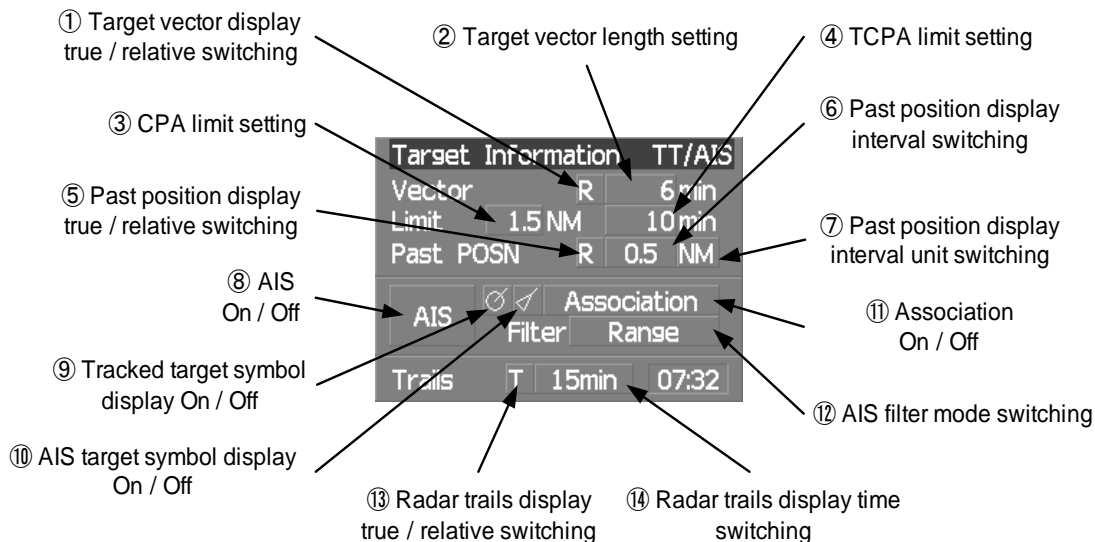 ① Target vector display
true / relative switching
② Target vector length setting
④ TCPA limit setting
⑥ Past position display
interval switching
③ CPA limit setting
⑤ Past position display
true / relative switching
⑦ Past position display
interval unit switching
Target Information TT/AIS
Vector R 6 min
Limit 1.5 NM 10 min
Past POSN R 0.5 NM
AIS Association
Filter Range
Trails T 15min 07:32
⑧ AIS
On / Off
⑪ Association
On / Off
⑨ Tracked target symbol
display On / Off
⑫ AIS filter mode switching
⑩ AIS target symbol display
On / Off
⑬ Radar trails display
true / relative switching
⑭ Radar trails display time
switching